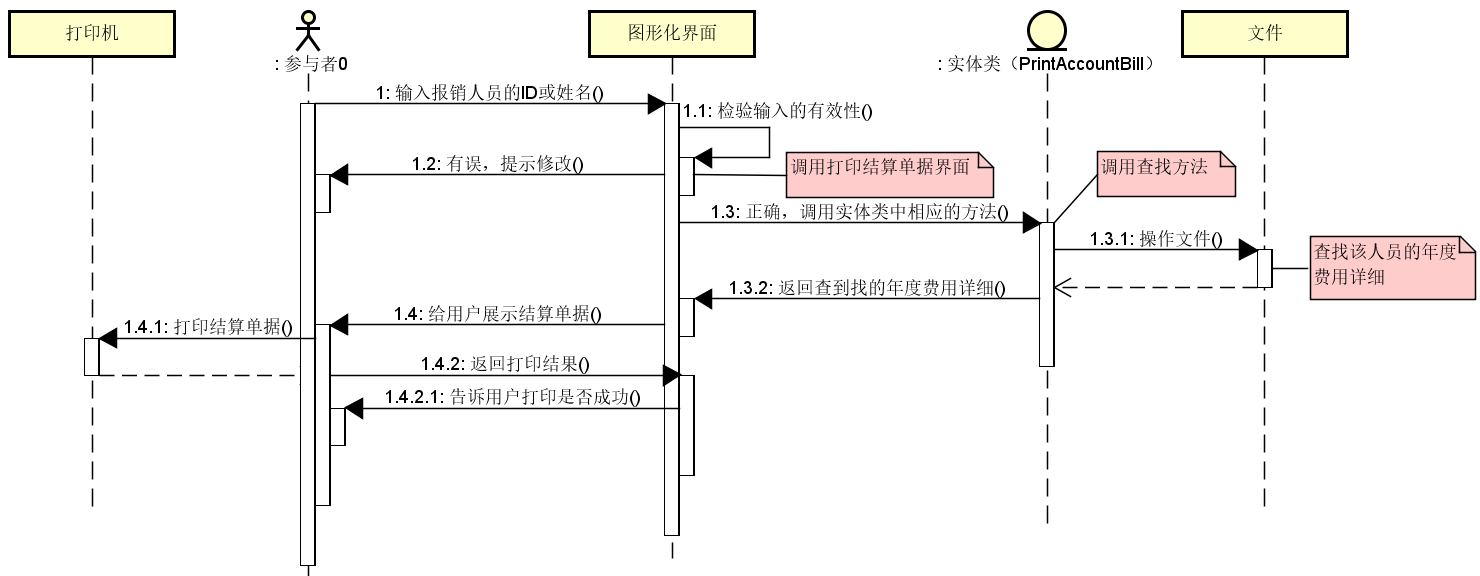 打印机
图形化界面
文件
: 参与者0
: 实体类（PrintAccountBill）
1: 输入报销人员的ID或姓名()
1.1: 检验输入的有效性()
1.2: 有误，提示修改()
调用打印结算单据界面
调用查找方法
1.3: 正确，调用实体类中相应的方法()
1.3.1: 操作文件()
查找该人员的年度
费用详细
1.3.2: 返回查到找的年度费用详细()
1.4: 给用户展示结算单据()
1.4.1: 打印结算单据()
1.4.2: 返回打印结果()
1.4.2.1: 告诉用户打印是否成功()